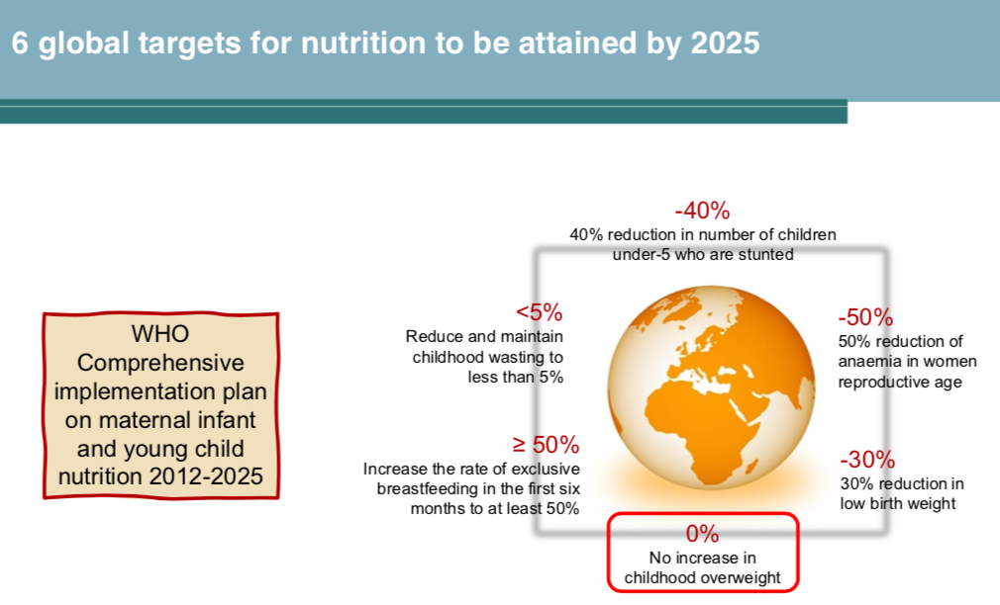 6 global targets for nutrition to be attained by 2025
WHO
Comprehensive
implementation plan
on maternal infant
and young child
nutrition 2012-2025
-40%
40% reduction in number of children
under-5 who are stunted
<5%
Reduce and maintain
childhood wasting to
less than 5%
-50%
50% reduction of
anaemia in women
reproductive age
≥ 50%
Increase the rate of exclusive
breastfeeding in the first six
months to at least 50%
-30%
30% reduction in
low birth weight
0%
No increase in
childhood overweight